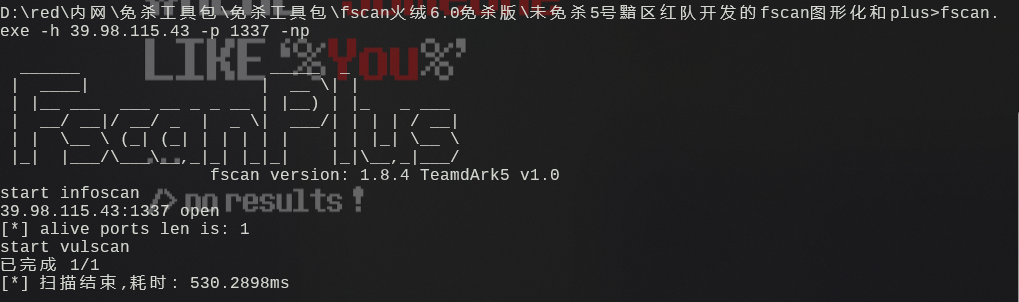 D:\red\内网\免杀工具包\免杀工具包\fscan火绒6.0免杀版\未免杀5号黯区红队开发的fscan图形化和plus>fscan.
exe -h 39.98.115.43 -p 1337 -np
LIKE '%You%'
FscanPlus
fscan version: 1.8.4 TeamdArk5 v1.0
start infoscan
/> no results !
39.98.115.43:1337 open
[*] alive ports len is: 1
start vulscan
已完成 1/1
[*] 扫描结束,耗时: 530.2898ms